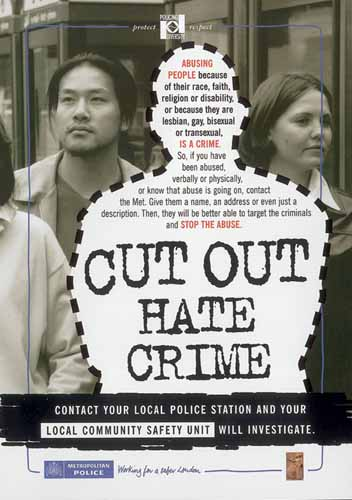 protect
POLICING
DIVERSITY
respect
ABUSING
PEOPLE because
of their race, faith,
religion or disability,
or because they are
lesbian, gay, bisexual
or transexual,
IS A CRIME.
So, if you have
been abused,
verbally or physically,
or know that abuse is going on, contact
the Met. Give them a name, an address or even just a
description. Then, they will be better able to target the criminals
and STOP THE ABUSE.
CUT OUT
HATE
CRIME
CONTACT YOUR LOCAL POLICE STATION AND YOUR
LOCAL COMMUNITY SAFETY UNIT WILL INVESTIGATE.
METROPOLITAN
POLICE
Working for a safer London